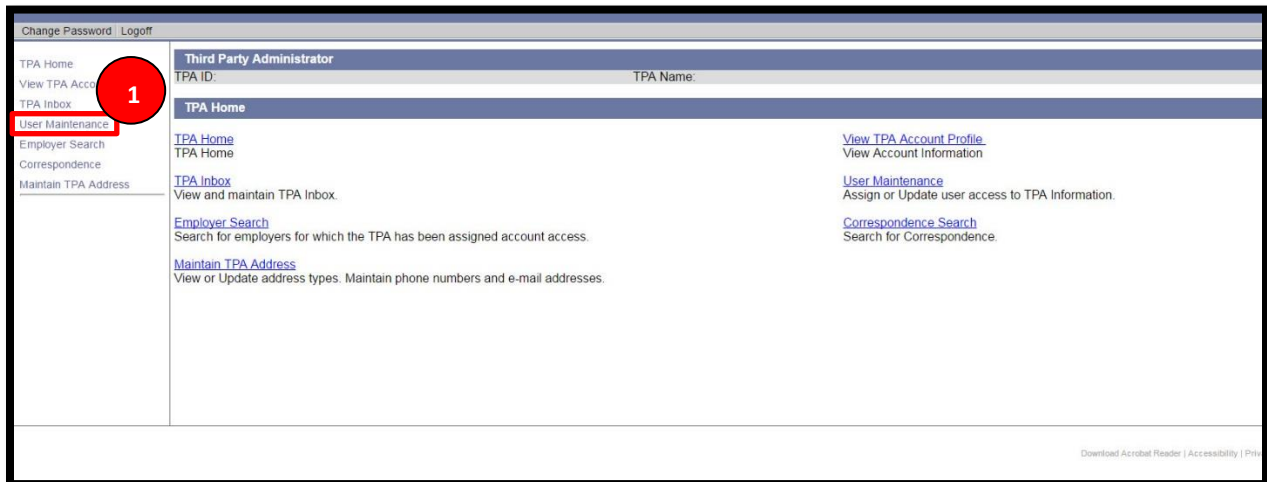 Change Password Logoff
TPA Home
View TPA
TPA Inbox
1
User Maintenance
Employer Search
Correspondence
Maintain TPA Address
Third Party Administrator
TPA ID: TPA Name:
TPA Home
TPA Home
TPA Home
View TPA Account Profile
View Account Information
TPA Inbox
View and maintain TPA Inbox.
User Maintenance
Assign or Update user access to TPA Information.
Employer Search
Search for employers for which the TPA has been assigned account access.
Correspondence Search
Search for Correspondence.
Maintain TPA Address
View or Update address types. Maintain phone numbers and e-mail addresses.
Download Acrobat Reader | Accessibility |